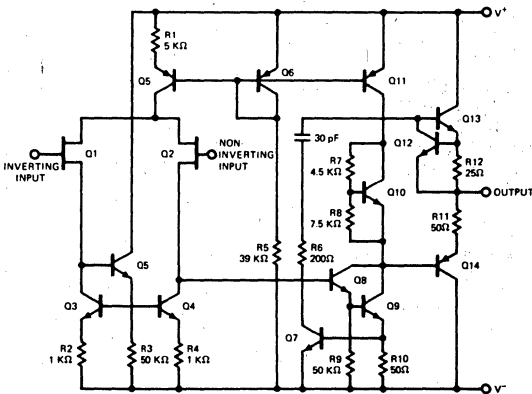 V+
R1
5 KΩ
Q5
Q6
Q11
Q13
30 pF
Q12
R12
25Ω
NON-
INVERTING
INPUT
Q1
Q2
INVERTING
INPUT
R7
4.5 KΩ
Q10
OUTPUT
R8
7.5 KΩ
R11
50Ω
R5
39 KΩ
R6
200Ω
Q5
Q8
Q14
Q3
Q4
Q9
Q7
R2
1 KΩ
R3
50 KΩ
R4
1 KΩ
R9
50 KΩ
R10
50Ω
V-